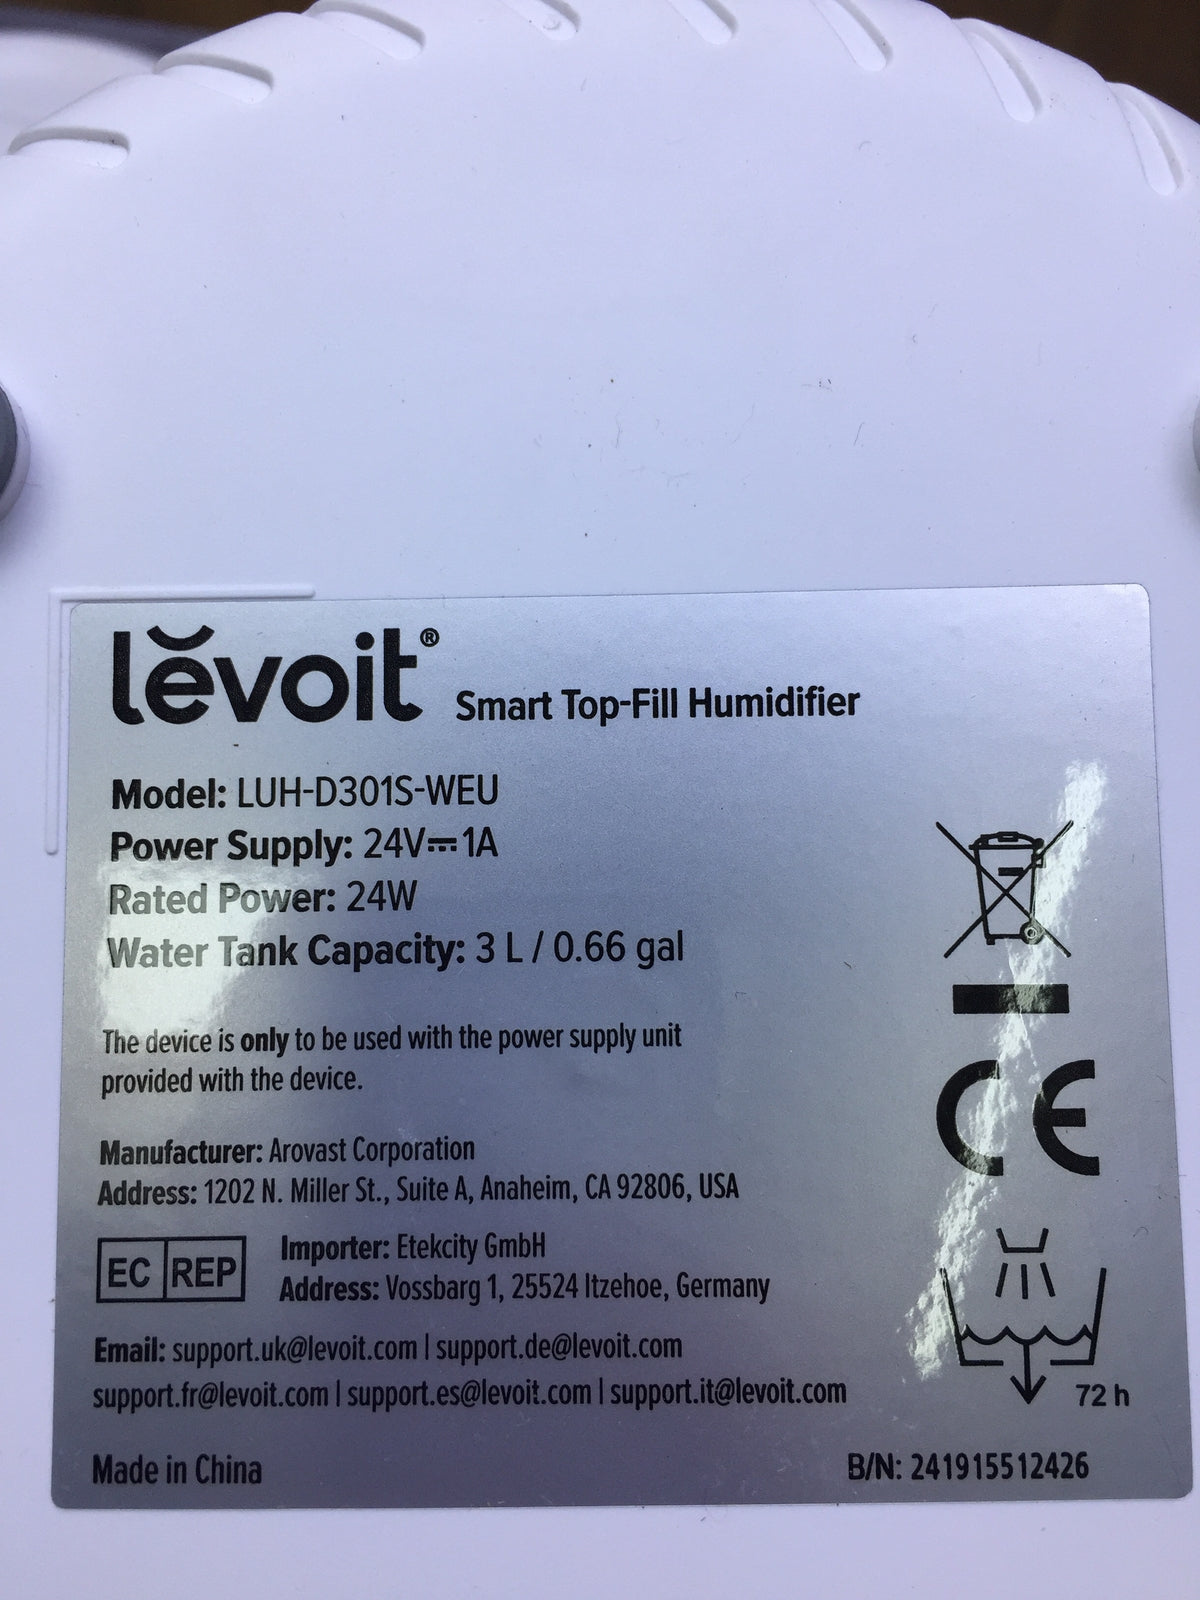 lĕvoit® Smart Top-Fill Humidifier
Model: LUH-D301S-WEU
Power Supply: 24V⎓1A
Rated Power: 24W
Water Tank Capacity: 3 L / 0.66 gal
The device is only to be used with the power supply unit
provided with the device.
Manufacturer: Arovast Corporation
Address: 1202 N. Miller St., Suite A, Anaheim, CA 92806, USA
EC REP
Importer: Etekcity GmbH
Address: Vossbarg 1, 25524 Itzehoe, Germany
Email: support.uk@levoit.com | support.de@levoit.com
support.fr@levoit.com | support.es@levoit.com | support.it@levoit.com
Made in China
CE
72 h
B/N: 241915512426